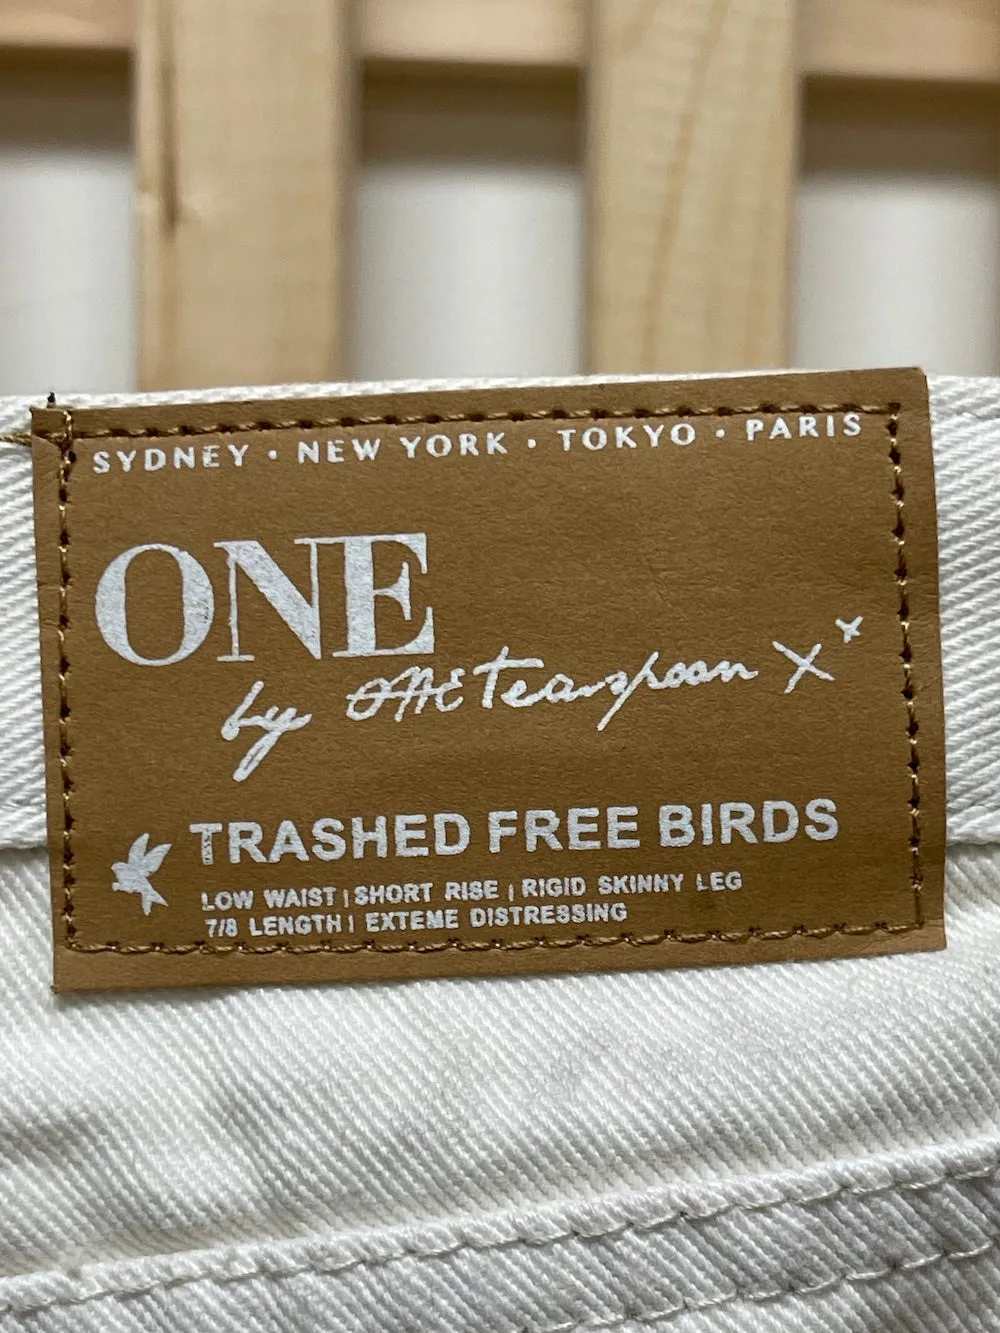 SYDNEY · NEW YORK · TOKYO · PARIS
ONE
by One Teaspoon X x
TRASHED FREE BIRDS
LOW WAIST | SHORT RISE | RIGID SKINNY LEG
7/8 LENGTH | EXTEME DISTRESSING